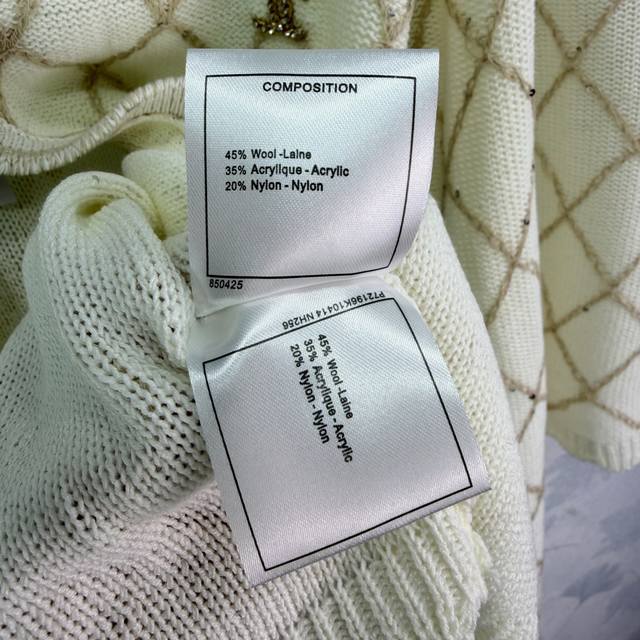 COMPOSITION
45% Wool -Laine
35% Acrylique - Acrylic
20% Nylon - Nylon
850425
P72196K10414 NH256
45% Wool -Laine
35% Acrylique - Acrylic
20% Nylon - Nylon